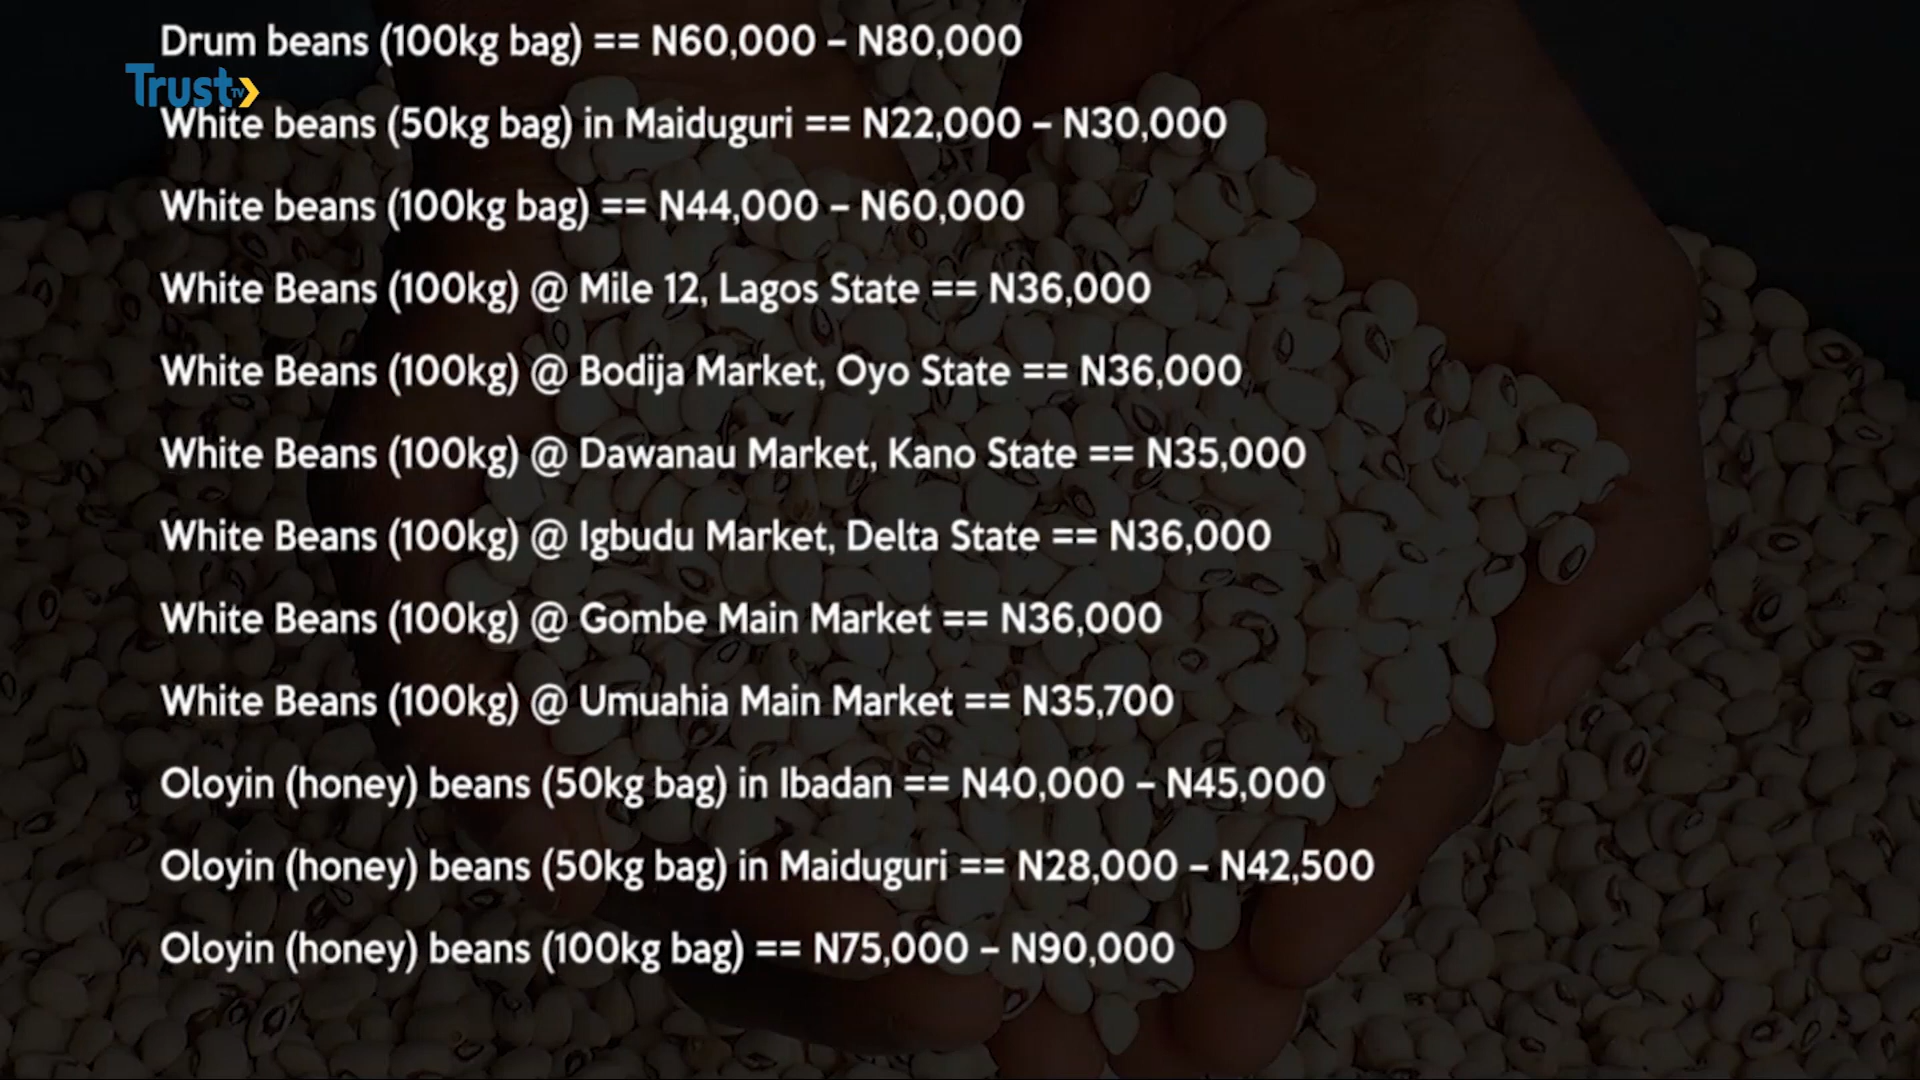 Drum beans (100kg bag) == N60,000 – N80,000
Trust TV
White beans (50kg bag) in Maiduguri == N22,000 – N30,000
White beans (100kg bag) == N44,000 – N60,000
White Beans (100kg) @ Mile 12, Lagos State == N36,000
White Beans (100kg) @ Bodija Market, Oyo State == N36,000
White Beans (100kg) @ Dawanau Market, Kano State == N35,000
White Beans (100kg) @ Igbudu Market, Delta State == N36,000
White Beans (100kg) @ Gombe Main Market == N36,000
White Beans (100kg) @ Umuahia Main Market == N35,700
Oloyin (honey) beans (50kg bag) in Ibadan == N40,000 – N45,000
Oloyin (honey) beans (50kg bag) in Maiduguri == N28,000 – N42,500
Oloyin (honey) beans (100kg bag) == N75,000 – N90,000